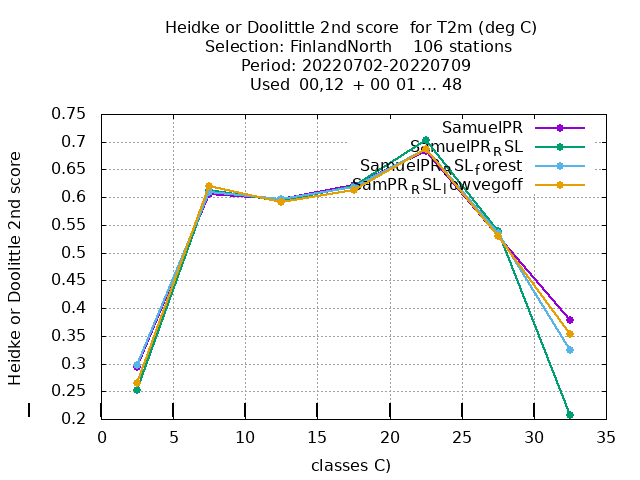 Heidke or Doolittle 2nd score for T2m (deg C)
Selection: FinlandNorth 106 stations
Period: 20220702-20220709
Used 00,12 + 00 01 ... 48
Heidke or Doolittle 2nd score
0.75
0.7
0.65
0.6
0.55
0.5
0.45
0.4
0.35
0.3
0.25
0.2
SamuelPR
SamuelPR_RSL
SamuelPR_RSL_forest
SamPR_RSL_lowvegoff
0 5 10 15 20 25 30 35
classes C)